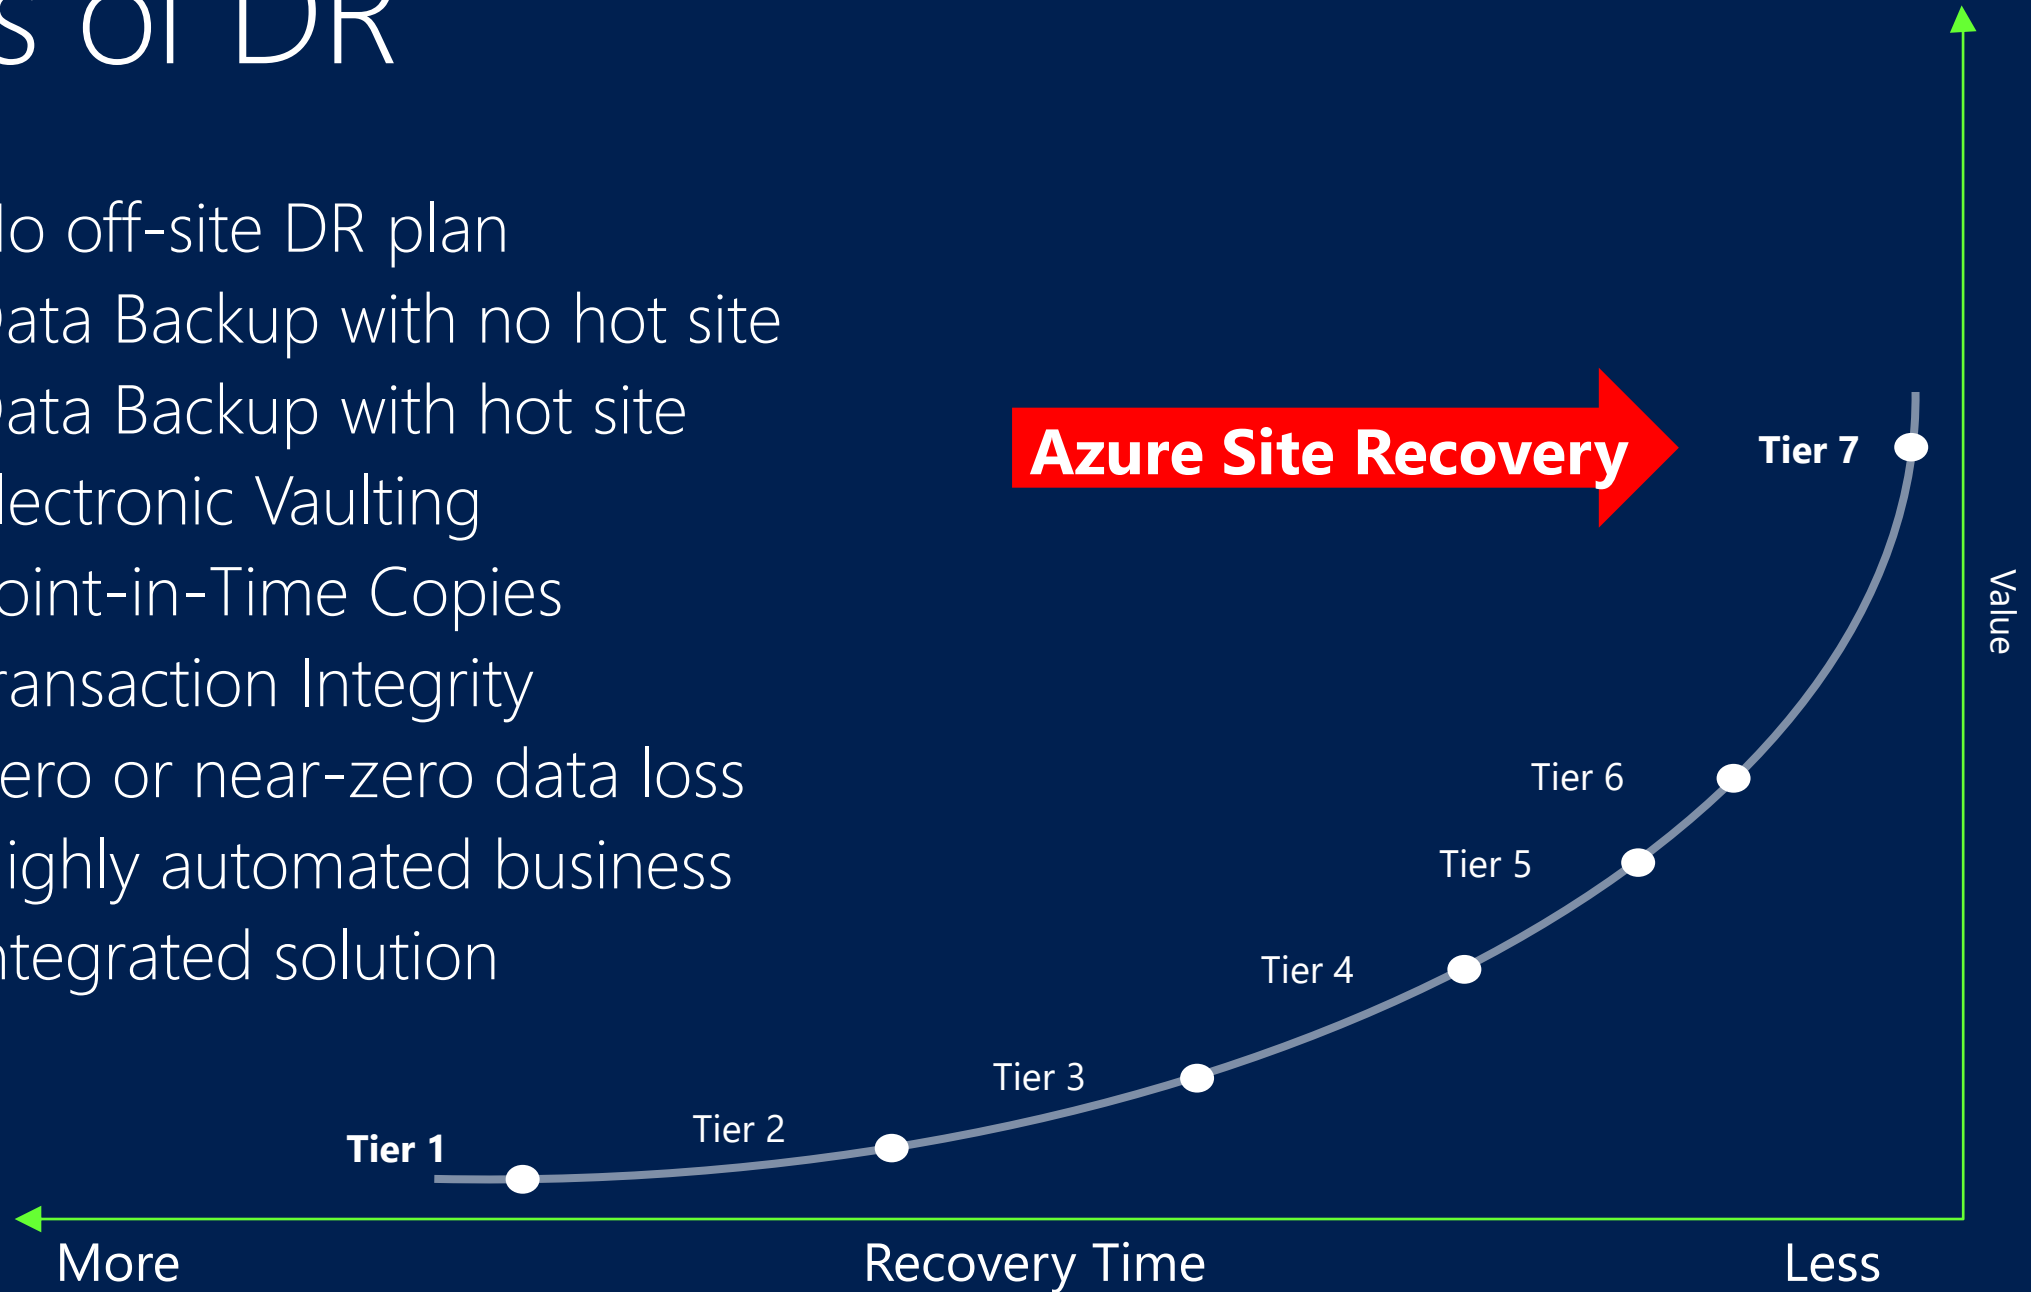 s of DR
lo off-site DR plan
ata Backup with no hot site
ata Backup with hot site
lectronic Vaulting
oint-in-Time Copies
ransaction Integrity
ero or near-zero data loss
ighly automated business
ntegrated solution
Azure Site Recovery
Tier 7
Value
Tier 6
Tier 5
Tier 4
Tier 3
Tier 2
Tier 1
More
Recovery Time
Less